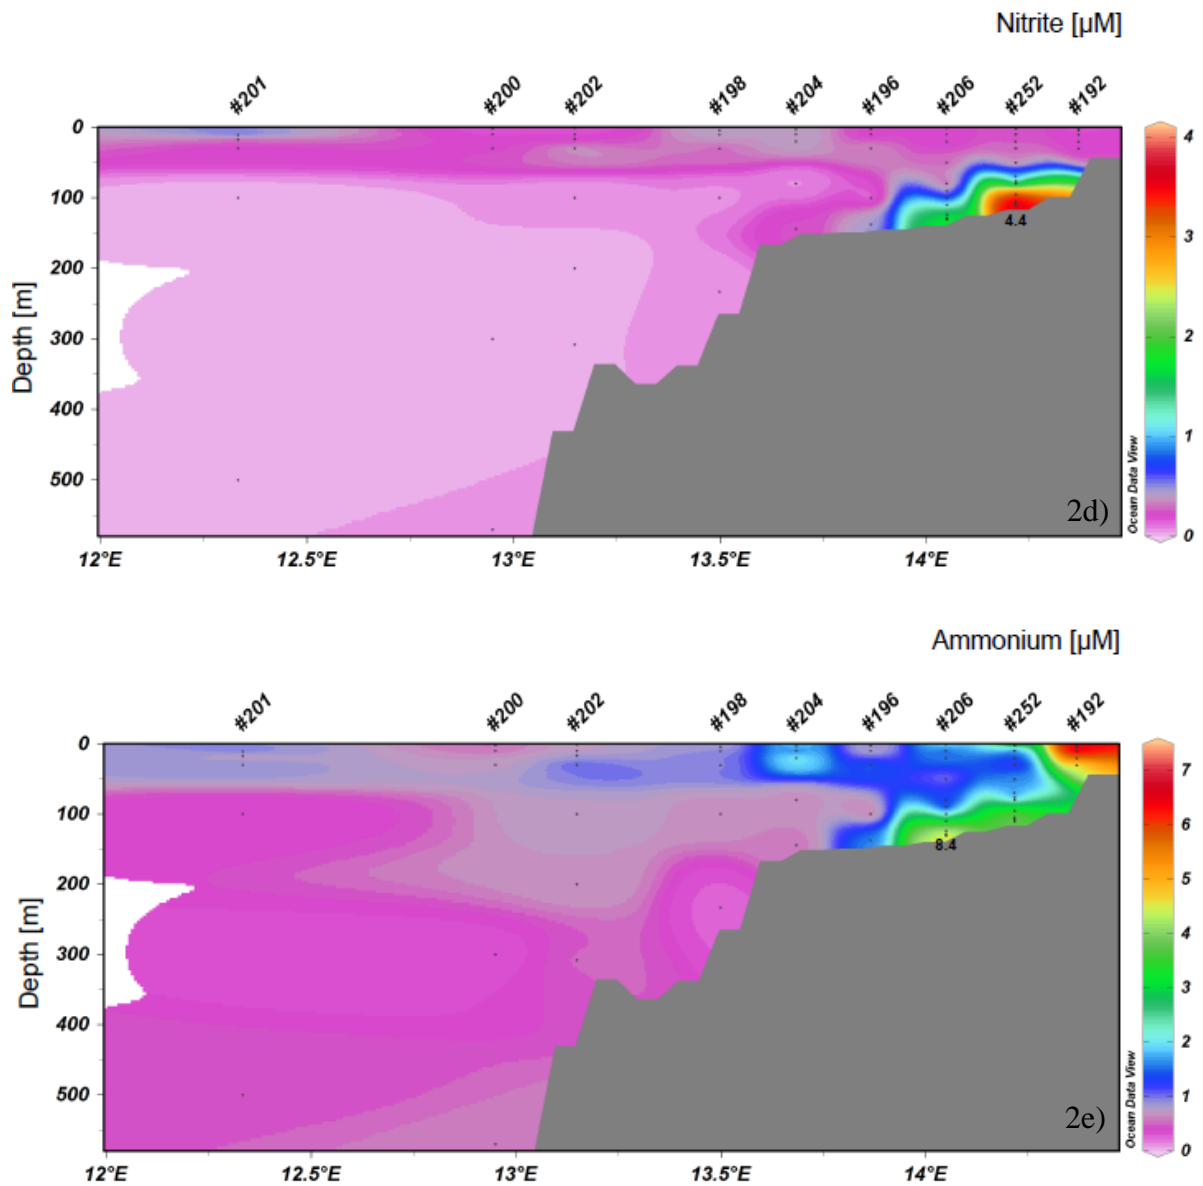 Nitrite [µM]
#201 #200 #202 #198 #204 #196 #206 #252 #192
0
100
200
300
400
500
Depth [m]
4.4
2d)
Ocean Data View
4
3
2
1
0
12°E 12.5°E 13°E 13.5°E 14°E
Ammonium [µM]
#201 #200 #202 #198 #204 #196 #206 #252 #192
0
100
200
300
400
500
Depth [m]
8.4
2e)
Ocean Data View
7
6
5
4
3
2
1
0
12°E 12.5°E 13°E 13.5°E 14°E